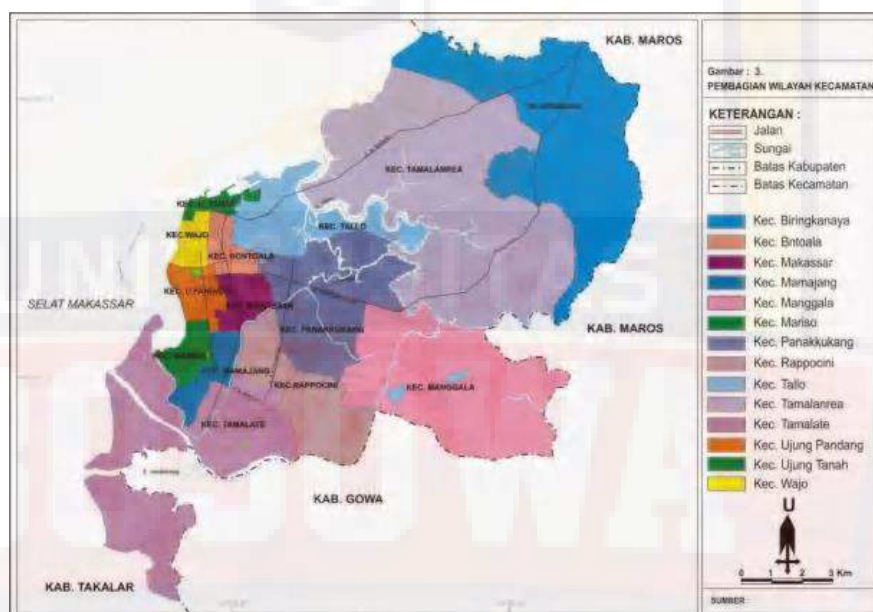 KAB. MAROS
KEC. TAMALANREA
KEC. TALLO
KEC.WAJO
KEC. BONTOALA
SELAT MAKASSAR
KEC. PANAKKUKANG
KAB. MAROS
KEC. MAMAJANG
KEC.RAPPOCINI
KEC. MANGGALA
KEC. TAMALATE
KAB. GOWA
KAB. TAKALAR
Gambar : 3.
PEMBAGIAN WILAYAH KECAMATAN
KETERANGAN :
Jalan
Sungai
Batas Kabupaten
Batas Kecamatan
Kec. Biringkanaya
Kec. Bntoala
Kec. Makassar
Kec. Mamajang
Kec. Manggala
Kec. Mariso
Kec. Panakkukang
Kec. Rappocini
Kec. Tallo
Kec. Tamalanrea
Kec. Tamalate
Kec. Ujung Pandang
Kec. Ujung Tanah
Kec. Wajo
U
0 1 2 3 Km
SUMBER :
UNIVERSITAS
BOSOWA